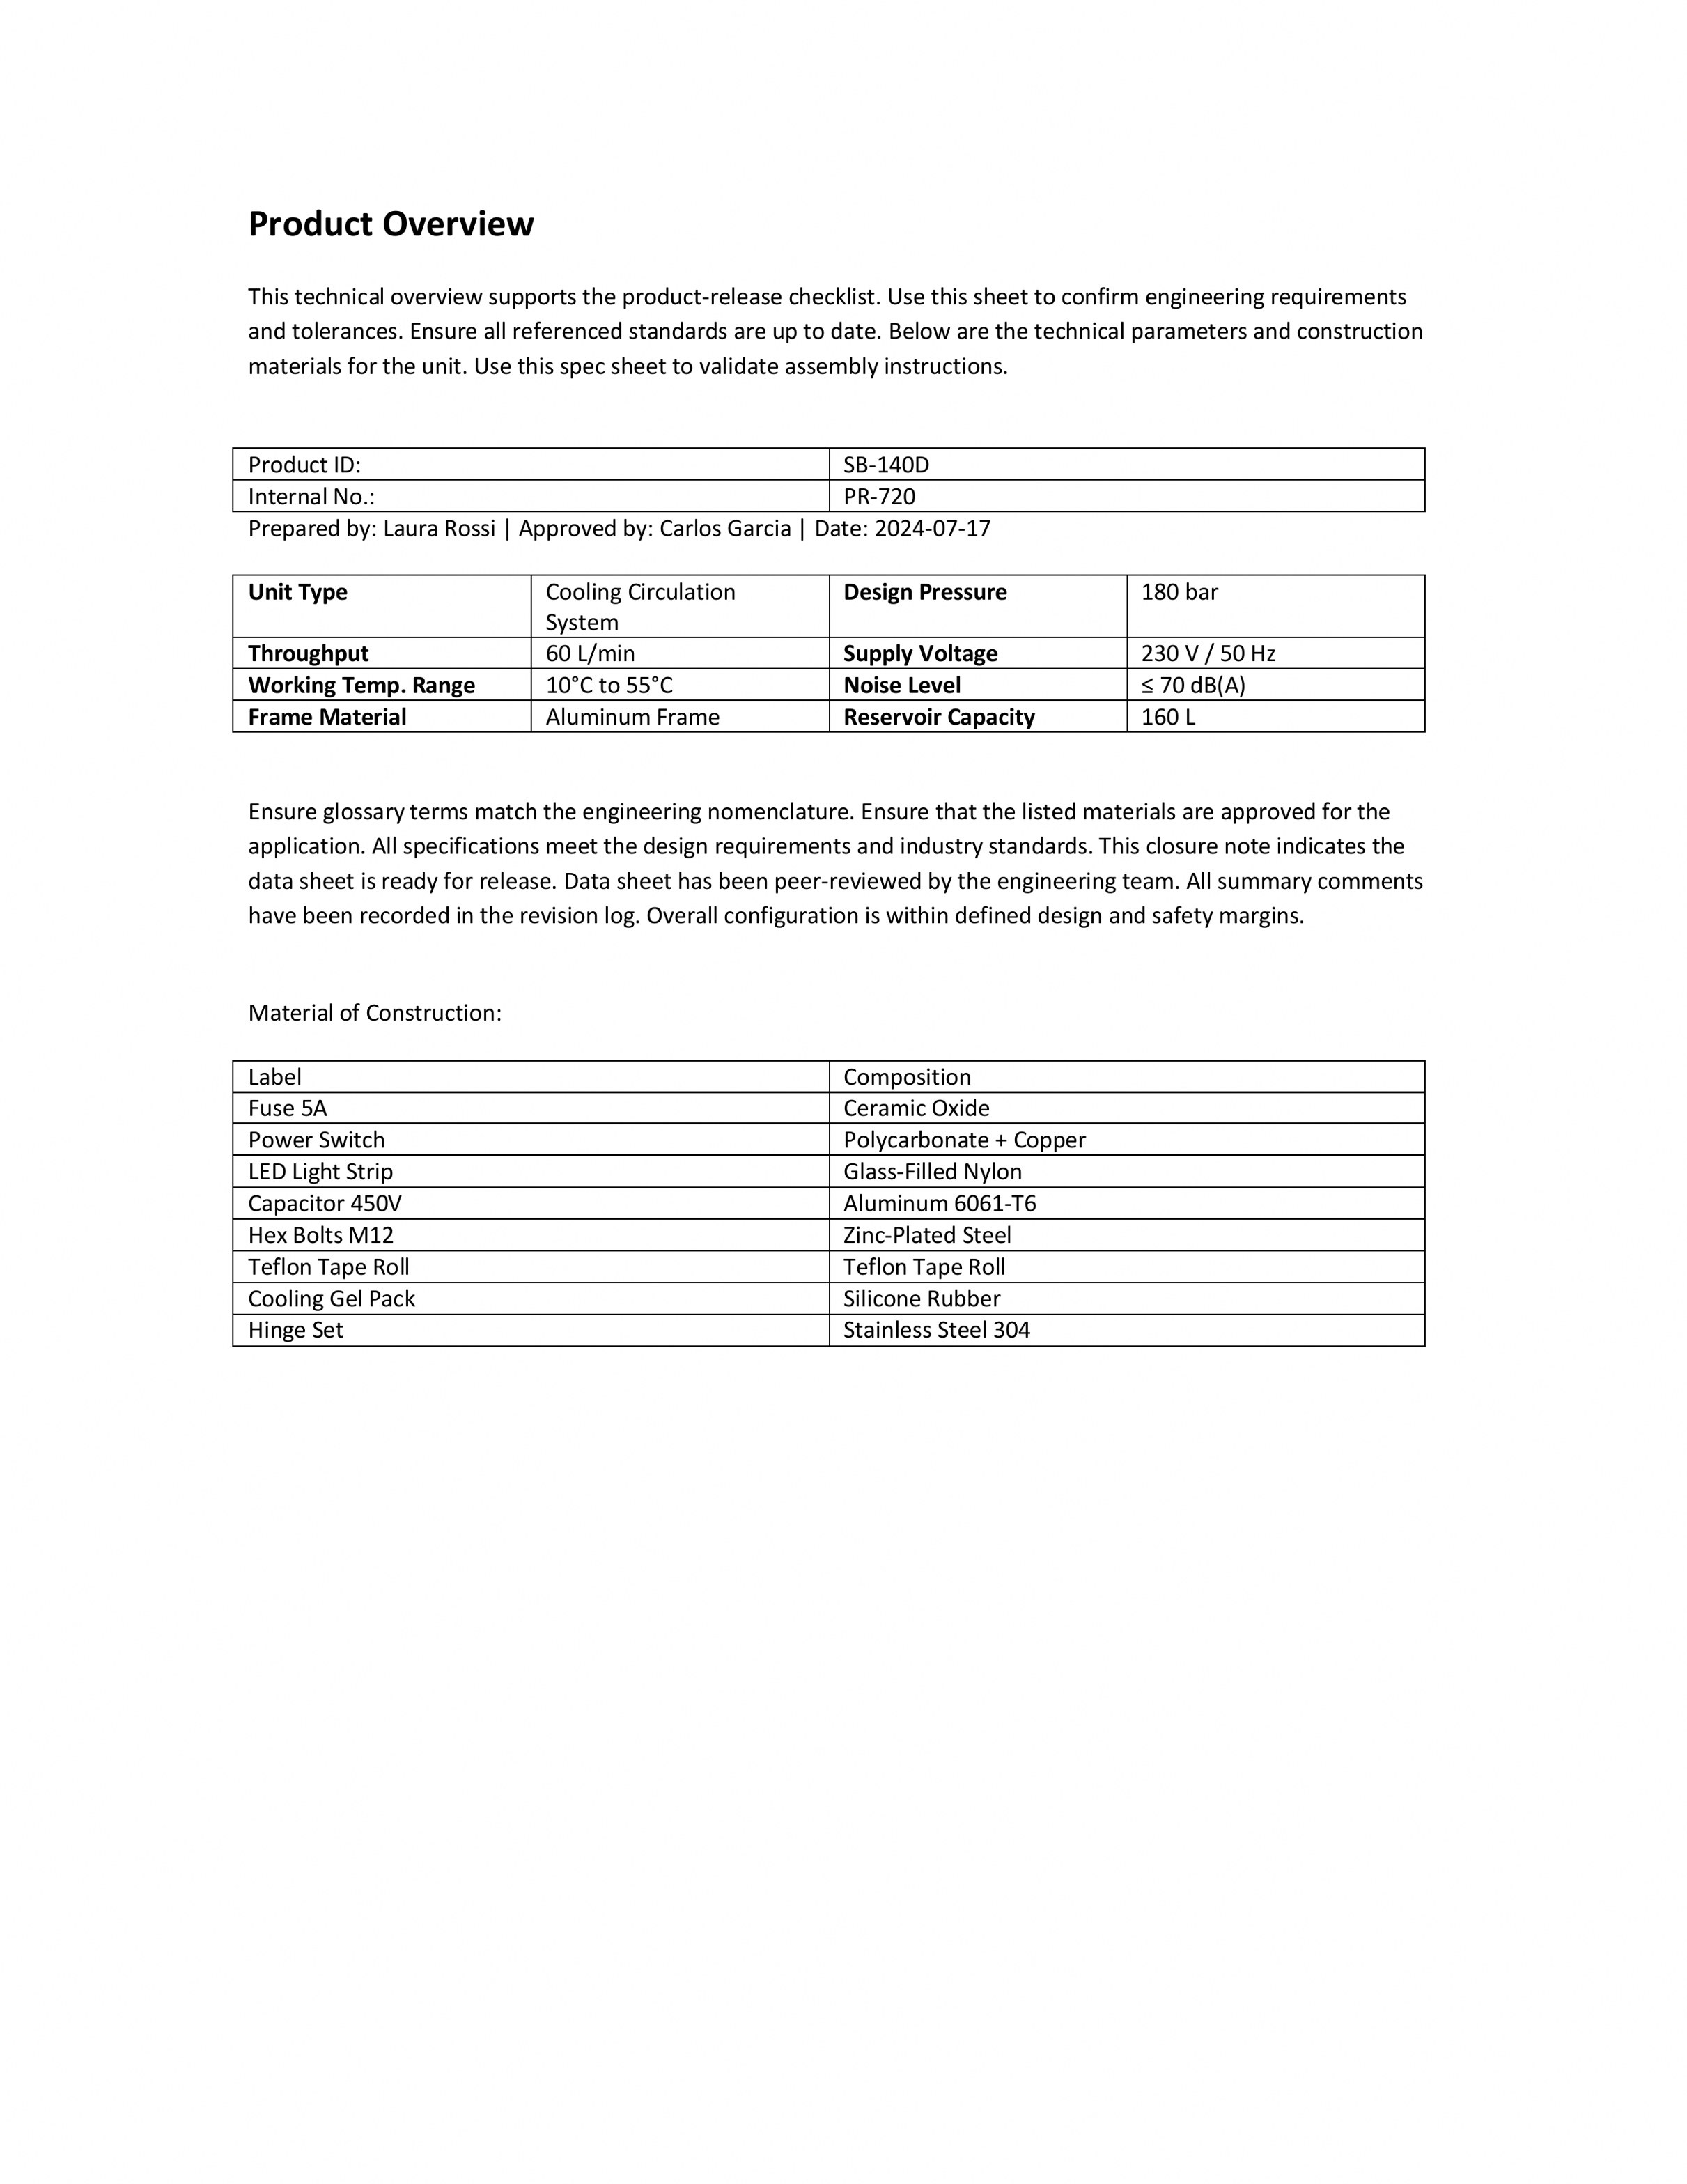 Product Overview
This technical overview supports the product-release checklist. Use this sheet to confirm engineering requirements
and tolerances. Ensure all referenced standards are up to date. Below are the technical parameters and construction
materials for the unit. Use this spec sheet to validate assembly instructions.
Product ID: SB-140D
Internal No.: PR-720
Prepared by: Laura Rossi | Approved by: Carlos Garcia | Date: 2024-07-17
Unit Type Cooling Circulation Design Pressure 180 bar
System
Throughput 60 L/min Supply Voltage 230 V / 50 Hz
Working Temp. Range 10°C to 55°C Noise Level ≤ 70 dB(A)
Frame Material Aluminum Frame Reservoir Capacity 160 L
Ensure glossary terms match the engineering nomenclature. Ensure that the listed materials are approved for the
application. All specifications meet the design requirements and industry standards. This closure note indicates the
data sheet is ready for release. Data sheet has been peer-reviewed by the engineering team. All summary comments
have been recorded in the revision log. Overall configuration is within defined design and safety margins.
Material of Construction:
Label Composition
Fuse 5A Ceramic Oxide
Power Switch Polycarbonate + Copper
LED Light Strip Glass-Filled Nylon
Capacitor 450V Aluminum 6061-T6
Hex Bolts M12 Zinc-Plated Steel
Teflon Tape Roll Teflon Tape Roll
Cooling Gel Pack Silicone Rubber
Hinge Set Stainless Steel 304